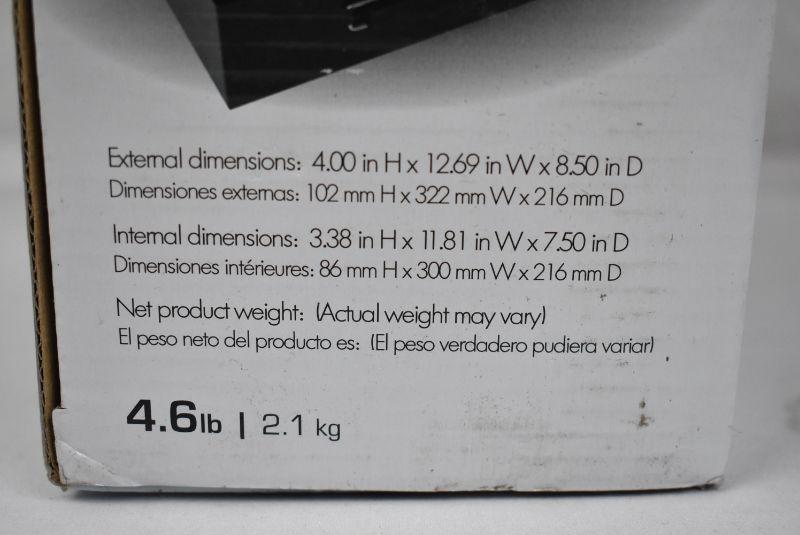 External dimensions: 4.00 in H x 12.69 in W x 8.50 in D
Dimensiones externas: 102 mm H x 322 mm W x 216 mm D
Internal dimensions: 3.38 in H x 11.81 in W x 7.50 in D
Dimensiones intérieures: 86 mm H x 300 mm W x 216 mm D
Net product weight: (Actual weight may vary)
El peso neto del producto es: (El peso verdadero pudiera variar)
4.6lb | 2.1 kg